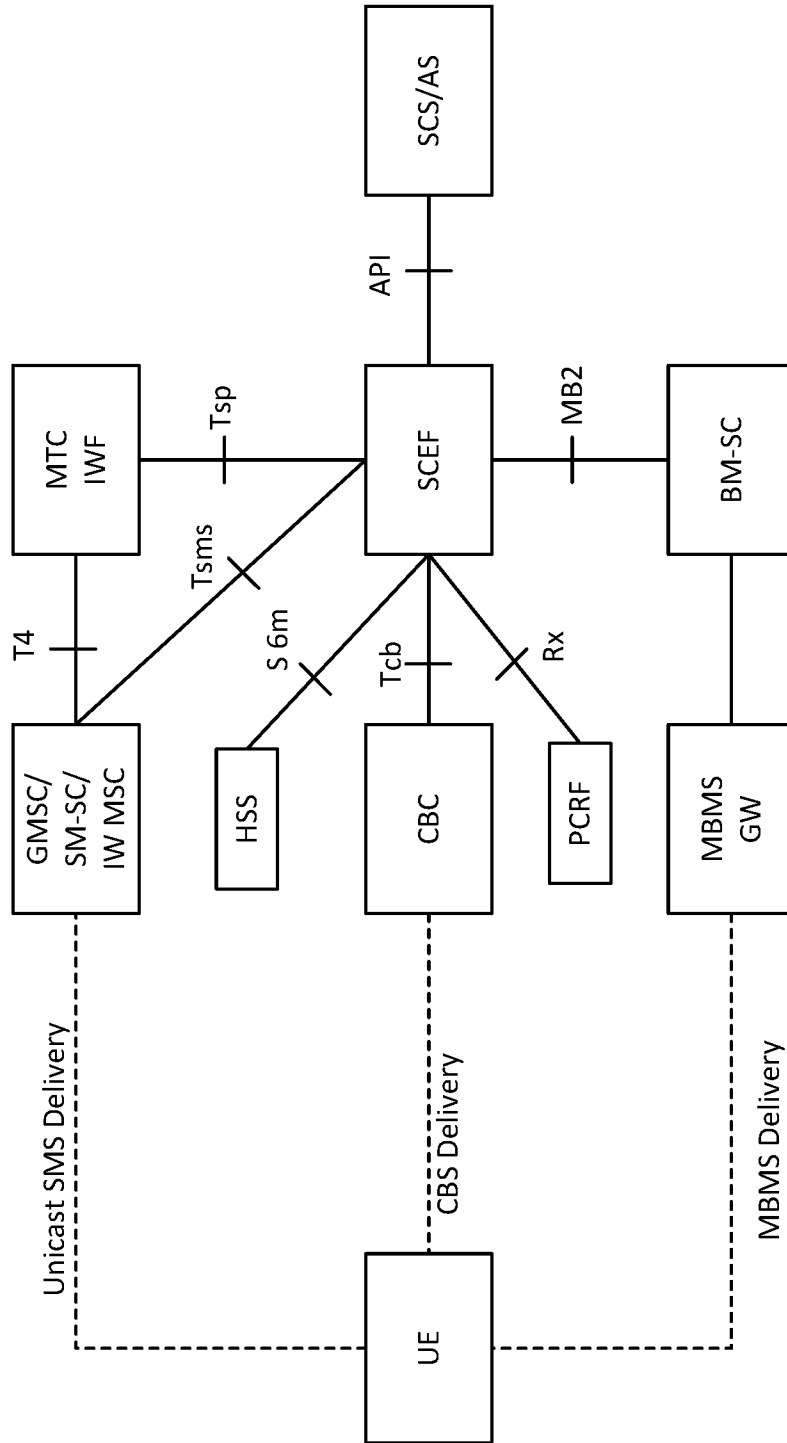 Unicast SMS Delivery
GMSC/
SM-SC/
IW MSC
T4
MTC
IWF
Tsms
Tsp
HSS
S 6m
UE
CBS Delivery
CBC
Tcb
SCEF
API
SCS/AS
PCRF
Rx
MB2
MBMS Delivery
MBMS
GW
BM-SC